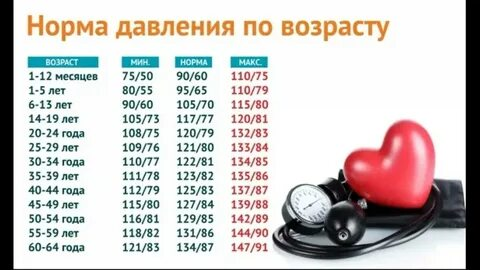 Норма давления по возрасту
ВОЗРАСТ МИН. НОРМА МАКС.
1-12 месяцев 75/50 90/60 110/75
1-5 лет 80/55 95/65 110/79
6-13 лет 90/60 105/70 115/80
14-19 лет 105/73 117/77 120/81
20-24 года 108/75 120/79 132/83
25-29 лет 109/76 121/80 133/84
30-34 года 110/77 122/81 134/85
35-39 лет 111/78 123/82 135/86
40-44 года 112/79 125/83 137/87
45-49 лет 115/80 127/84 139/88
50-54 года 116/81 129/85 142/89
55-59 лет 118/82 131/86 144/90
60-64 года 121/83 134/87 147/91